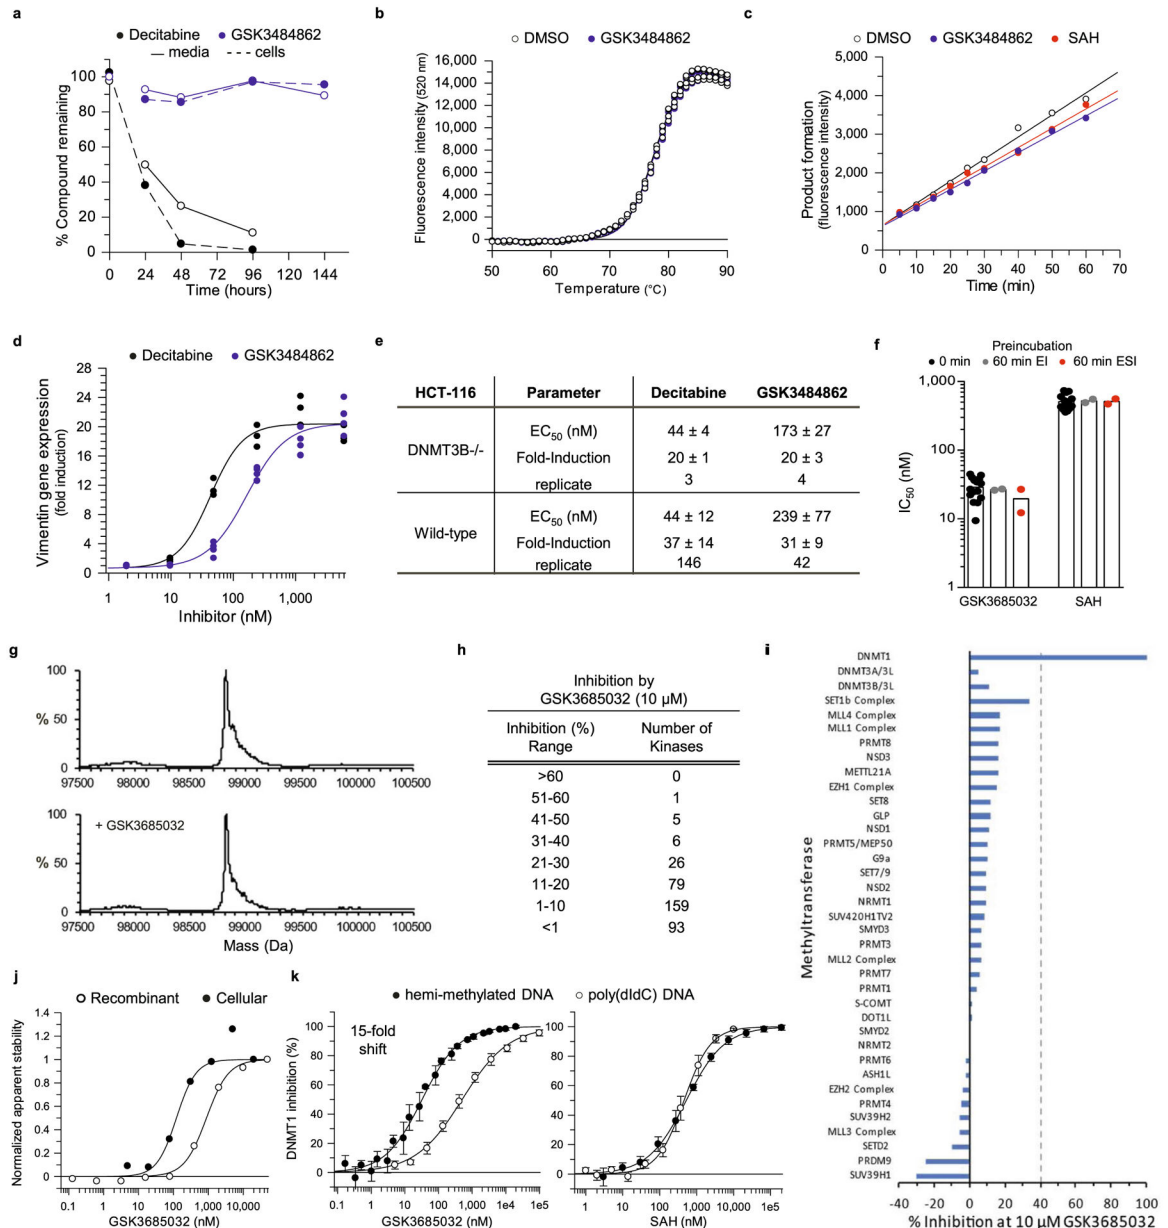 a
Decitabine GSK3484862
media cells
% Compound remaining
100
80
60
40
20
0
0 24 48 72 96 120 144
Time (hours)
b
DMSO GSK3484862
Fluorescence intensity (520 nm)
16,000
14,000
12,000
10,000
8,000
6,000
4,000
2,000
0
50 60 70 80 90
Temperature (°C)
c
DMSO GSK3484862 SAH
Product formation
(fluorescence intensity)
5,000
4,000
3,000
2,000
1,000
0
0 10 20 30 40 50 60 70
Time (min)
d
Decitabine GSK3484862
Vimentin gene expression
(fold induction)
28
24
20
16
12
8
4
0
1 10 100 1,000
Inhibitor (nM)
e
HCT-116 Parameter Decitabine GSK3484862
DNMT3B-/-
EC50 (nM) 44 ± 4 173 ± 27
Fold-Induction 20 ± 1 20 ± 3
replicate 3 4
Wild-type
EC50 (nM) 44 ± 12 239 ± 77
Fold-Induction 37 ± 14 31 ± 9
replicate 146 42
f
Preincubation
0 min 60 min EI 60 min ESI
IC50 (nM)
1,000
100
10
1
GSK3685032 SAH
g
%
100
50
0
97500 98000 98500 99000 99500 100000 100500
+ GSK3685032
%
100
50
0
97500 98000 98500 99000 99500 100000 100500
Mass (Da)
h
Inhibition by
GSK3685032 (10 µM)
Inhibition (%) Number of
Range Kinases
>60 0
51-60 1
41-50 5
31-40 6
21-30 26
11-20 79
1-10 159
<1 93
i
Methyltransferase
DNMT1
DNMT3A/3L
DNMT3B/3L
SET1b Complex
MLL4 Complex
MLL1 Complex
PRMT8
NSD3
METTL21A
EZH1 Complex
SET8
GLP
NSD1
PRMT5/MEP50
G9a
SET7/9
NSD2
NRMT1
SUV420H1TV2
SMYD3
PRMT3
MLL2 Complex
PRMT7
PRMT1
S-COMT
DOT1L
SMYD2
NRMT2
PRMT6
ASH1L
EZH2 Complex
PRMT4
SUV39H2
MLL3 Complex
SETD2
PRDM9
SUV39H1
-40 -20 0 20 40 60 80 100
% Inhibition at 10 µM GSK3685032
j
Recombinant Cellular
Normalized apparent stability
1.4
1.2
1
0.8
0.6
0.4
0.2
0
0.1 1 10 100 1,000 10,000
GSK3685032 (nM)
k
hemi-methylated DNA poly(dIdC) DNA
15-fold
shift
DNMT1 inhibition (%)
100
80
60
40
20
0
0.1 1 10 100 1,000 1e4 1e5
GSK3685032 (nM)
100
80
60
40
20
0
1 10 100 1,000 1e4 1e5
SAH (nM)